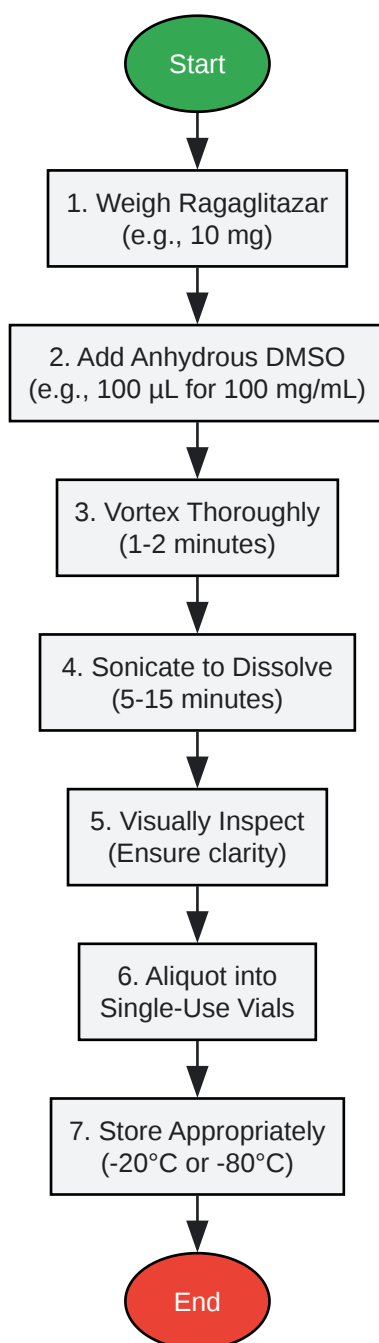 Start
1. Weigh Ragaglitazar
(e.g., 10 mg)
2. Add Anhydrous DMSO
(e.g., 100 µL for 100 mg/mL)
3. Vortex Thoroughly
(1-2 minutes)
4. Sonicate to Dissolve
(5-15 minutes)
5. Visually Inspect
(Ensure clarity)
6. Aliquot into
Single-Use Vials
7. Store Appropriately
(-20°C or -80°C)
End